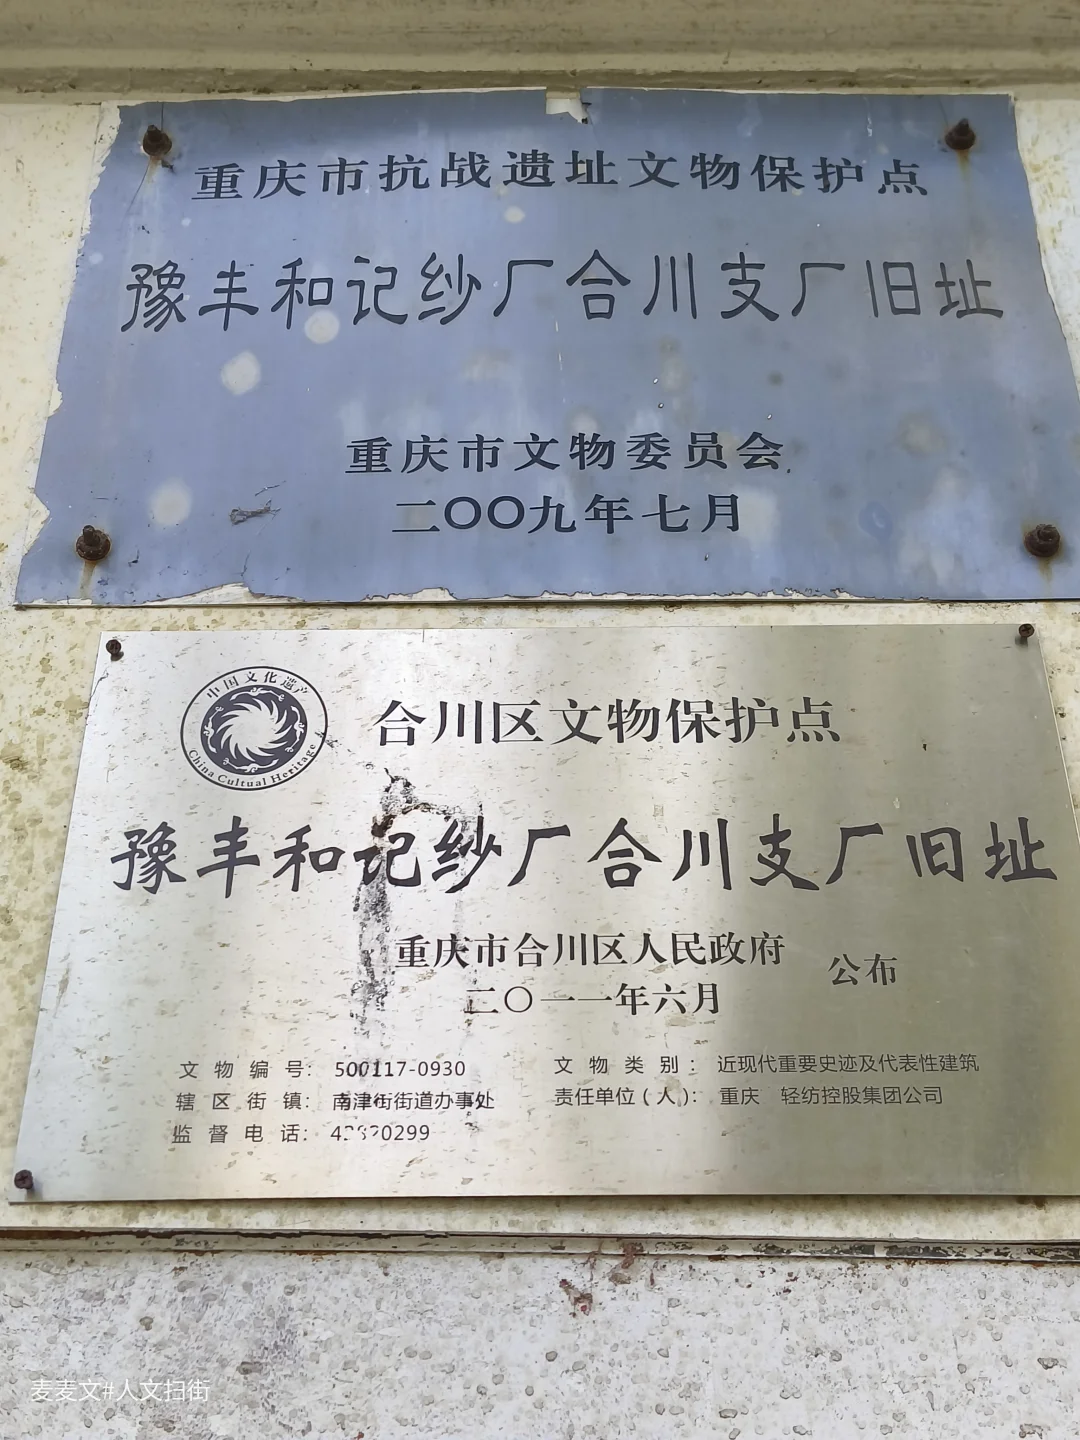 重庆市抗战遗址文物保护点
豫丰和记纱厂合川支厂旧址
重庆市文物委员会
二〇〇九年七月
中国文化遗产
China Cultural Heritage
合川区文物保护点
豫丰和记纱厂合川支厂旧址
重庆市合川区人民政府 公布
二〇一一年六月
文物编号：500117-0930 文物类别：近现代重要史迹及代表性建筑
辖区街镇：南津街街道办事处 责任单位（人）：重庆 轻纺控股集团公司
监督电话：
麦麦文#人文扫街